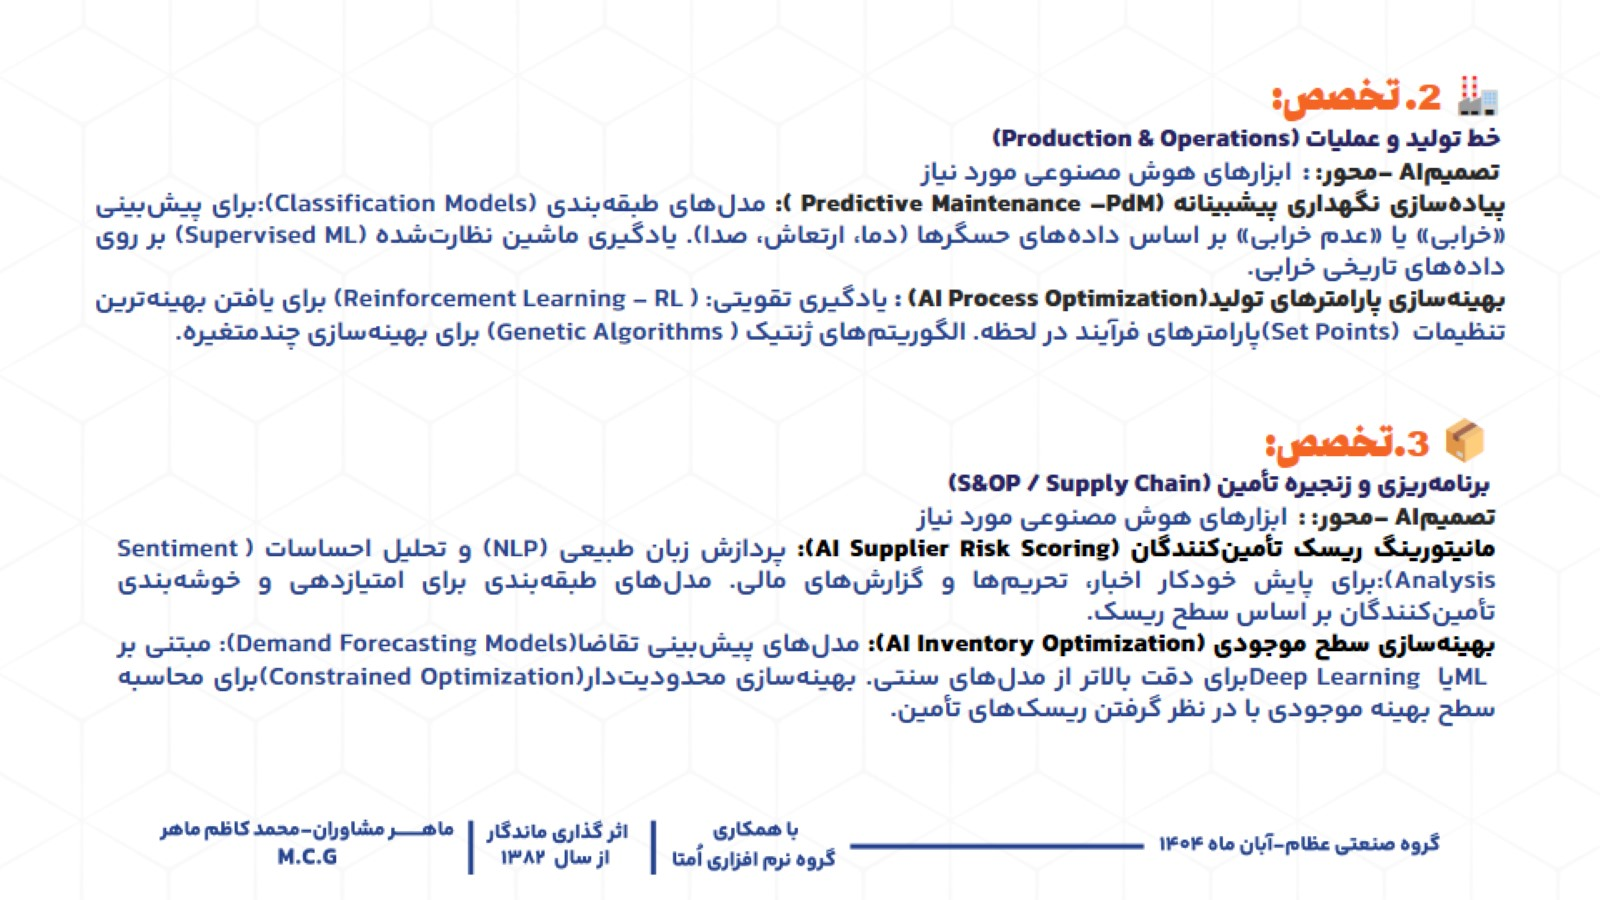 2. تخصص:
خط تولید و عملیات (Production & Operations)
تصمیمAI –محور: : ابزارهای هوش مصنوعی مورد نیاز
پیاده‌سازی نگهداری پیشبینانه (Predictive Maintenance –PdM ): مدل‌های طبقه‌بندی (Classification Models):برای پیش‌بینی
«خرابی» یا «عدم خرابی» بر اساس داده‌های حسگرها (دما، ارتعاش، صدا). یادگیری ماشین نظارت‌شده (Supervised ML) بر روی
داده‌های تاریخی خرابی.
بهینه‌سازی پارامترهای تولید(AI Process Optimization) : یادگیری تقویتی: ( Reinforcement Learning – RL) برای یافتن بهینه‌ترین
تنظیمات (Set Points)پارامترهای فرآیند در لحظه. الگوریتم‌های ژنتیک ( Genetic Algorithms) برای بهینه‌سازی چندمتغیره.
3.تخصص:
برنامه‌ریزی و زنجیره تأمین (S&OP / Supply Chain)
تصمیمAI –محور: : ابزارهای هوش مصنوعی مورد نیاز
مانیتورینگ ریسک تأمین‌کنندگان (AI Supplier Risk Scoring): پردازش زبان طبیعی (NLP) و تحلیل احساسات ( Sentiment
Analysis):برای پایش خودکار اخبار، تحریم‌ها و گزارش‌های مالی. مدل‌های طبقه‌بندی برای امتیازدهی و خوشه‌بندی
تأمین‌کنندگان بر اساس سطح ریسک.
بهینه‌سازی سطح موجودی (AI Inventory Optimization): مدل‌های پیش‌بینی تقاضا(Demand Forecasting Models): مبتنی بر
MLیا Deep Learningبرای دقت بالاتر از مدل‌های سنتی. بهینه‌سازی محدودیت‌دار(Constrained Optimization)برای محاسبه
سطح بهینه موجودی با در نظر گرفتن ریسک‌های تأمین.
گروه صنعتی عظام-آبان ماه ۱۴۰۴
با همکاری
گروه نرم افزاری اُمتا
اثر گذاری ماندگار
از سال ۱۳۸۲
ماهـــر مشاوران-محمد کاظم ماهر
M.C.G